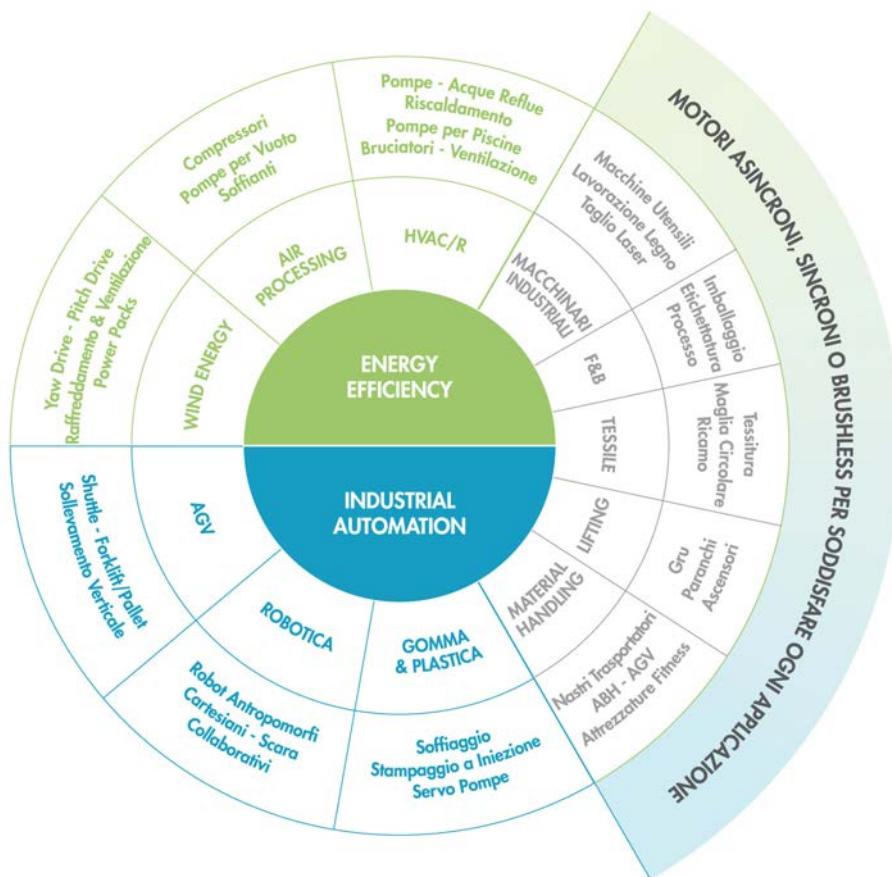 MOTORI ASINCRONI, SINCRONI O BRUSHLESS PER SODDISFARE OGNI APPLICAZIONE
ENERGY
EFFICIENCY
INDUSTRIAL
AUTOMATION
WIND ENERGY
Yaw Drive - Pitch Drive
Raffreddamento & Ventilazione
Power Packs
AIR
PROCESSING
Compressori
Pompe per Vuoto
Soffianti
HVAC/R
Pompe - Acque Reflue
Riscaldamento
Pompe per Piscine
Bruciatori - Ventilazione
MACCHINARI
INDUSTRIALI
Macchine Utensili
Lavorazione Legno
Taglio Laser
F&B
Imballaggio
Etichettatura
Processo
TESSILE
Tessitura
Maglia Circolare
Ricamo
LIFTING
Gru
Paranchi
Ascensori
MATERIAL
HANDLING
Nastri Trasportatori
ABH - AGV
Attrezzature Fitness
GOMMA
& PLASTICA
Soffiaggio
Stampaggio a Iniezione
Servo Pompe
ROBOTICA
Robot Antropomorfi
Cartesiani - Scara
Collaborativi
AGV
Shuttle - Forklift/Pallet
Sollevamento Verticale